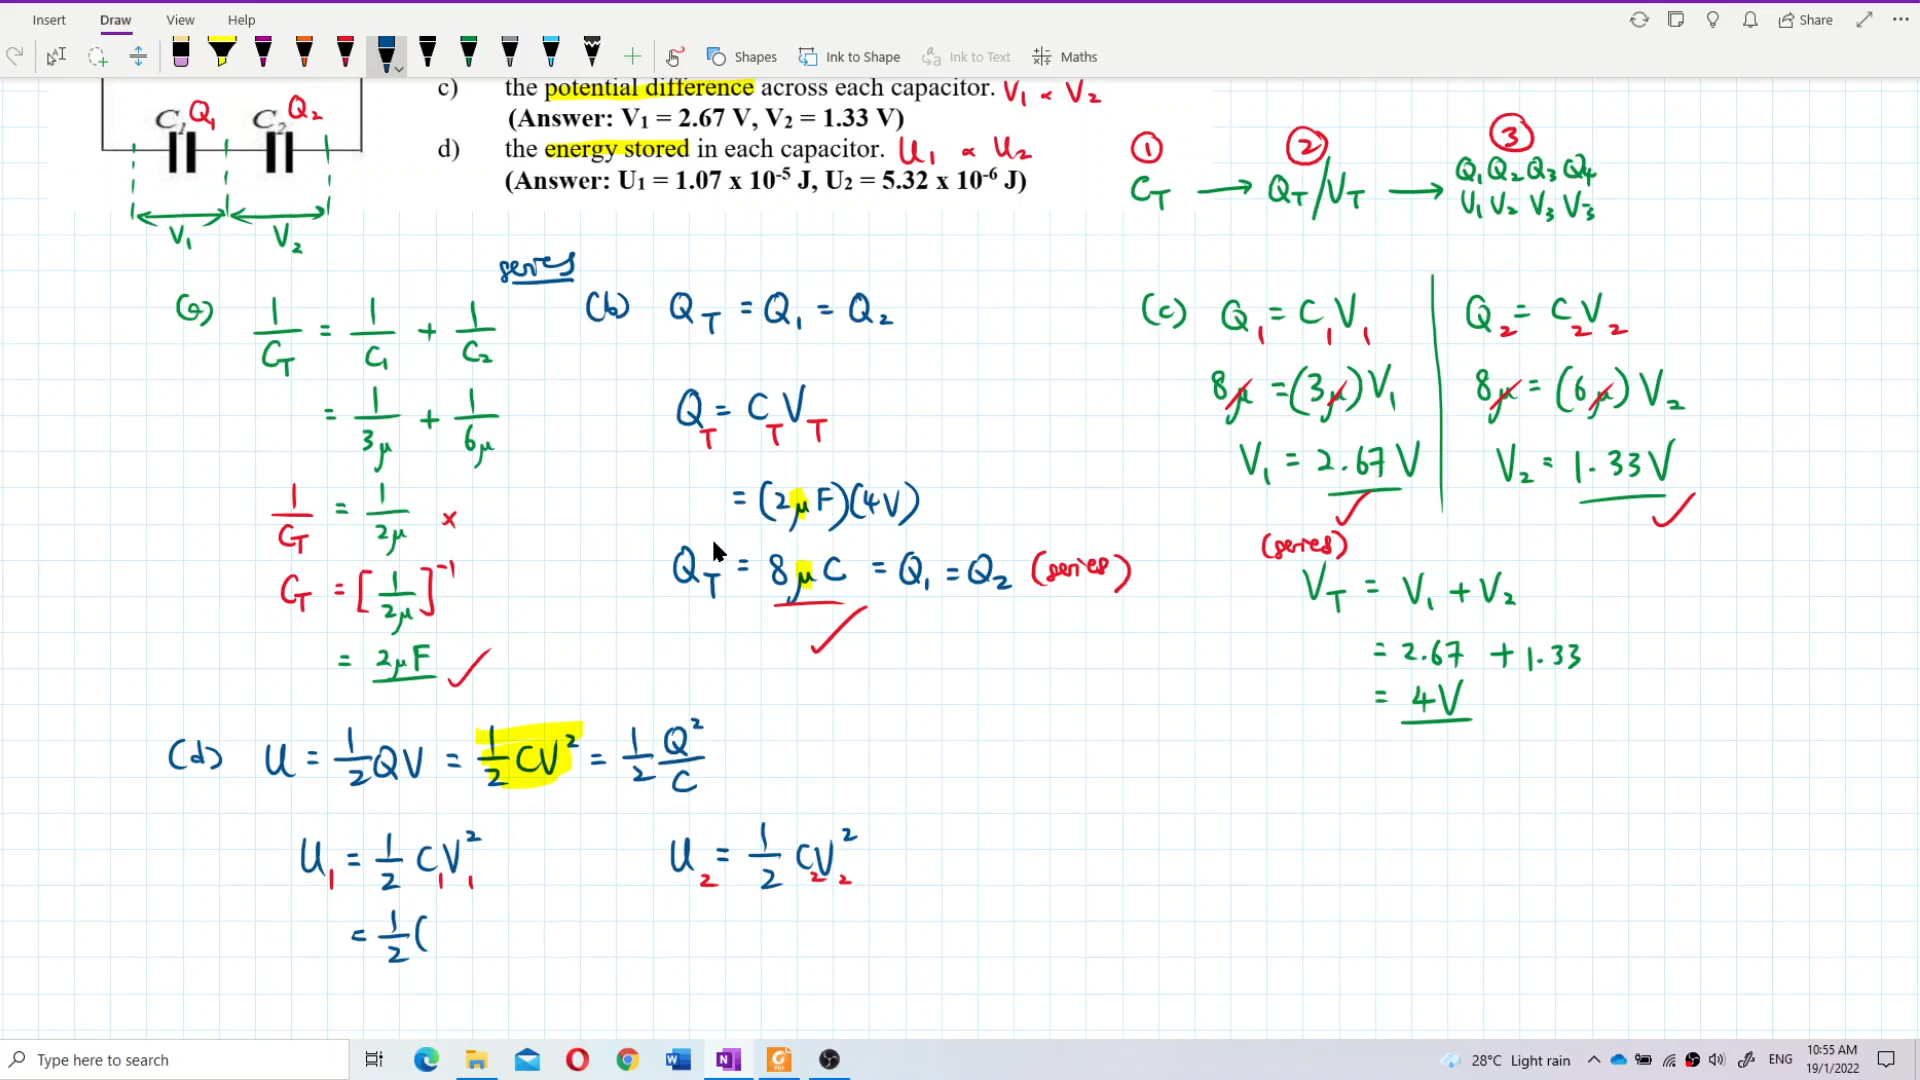 Insert Draw View Help
Share
Shapes Ink to Shape Ink to Text Maths
c) the potential difference across each capacitor. V₁ ∝ V₂
(Answer: V₁ = 2.67 V, V₂ = 1.33 V)
d) the energy stored in each capacitor. U₁ ∝ U₂
(Answer: U₁ = 1.07 x 10⁻⁵ J, U₂ = 5.32 x 10⁻⁶ J)
C₁ Q₁ C₂ Q₂
V₁ V₂
① ② ③
C_T → Q_T/V_T → Q₁ Q₂ Q₃ Q₄
V₁ V₂ V₃ V₃
series
(a) 1/C_T = 1/C₁ + 1/C₂
= 1/3μ + 1/6μ
1/C_T = 1/2μ x
C_T = [1/2μ]⁻¹
= 2μF ✓
(b) Q_T = Q₁ = Q₂
Q_T = C_T V_T
= (2μF)(4V)
Q_T = 8μC = Q₁ = Q₂ (series)
✓
(c) Q₁ = C₁V₁
8μ = (3μ)V₁
V₁ = 2.67 V
✓
Q₂ = C₂V₂
8μ = (6μ)V₂
V₂ = 1.33V
✓
(series)
V_T = V₁ + V₂
= 2.67 + 1.33
= 4V
(d) U = 1/2 QV = 1/2 CV² = 1/2 Q²/C
U₁ = 1/2 C₁V₁²
= 1/2 (
U₂ = 1/2 C₂V₂²
Type here to search
28°C Light rain
ENG
10:55 AM
19/1/2022